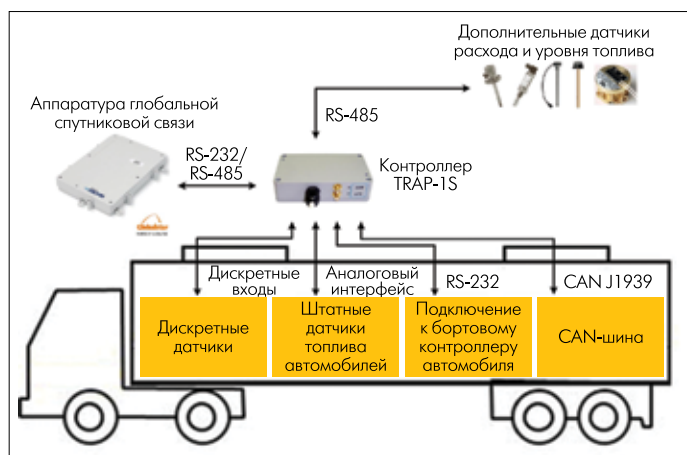 Дополнительные датчики
расхода и уровня топлива
Аппаратура глобальной
спутниковой связи
RS-485
RS-232/
RS-485
Контроллер
TRAP-1S
Дискретные
входы
Аналоговый
интерфейс
RS-232
CAN J1939
Дискретные
датчики
Штатные
датчики
топлива
автомобилей
Подключение
к бортовому
контроллеру
автомобиля
CAN-шина